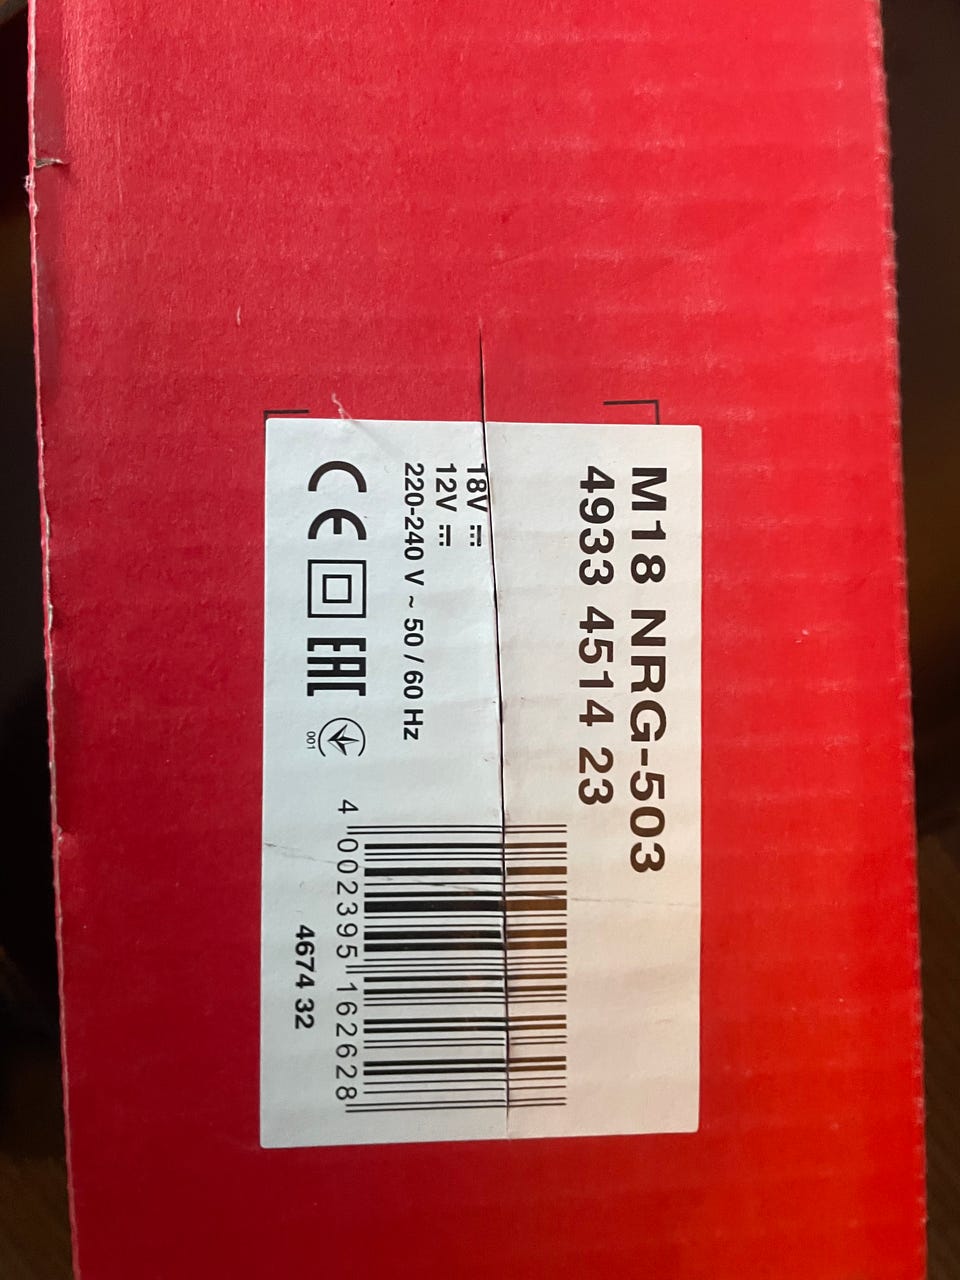 M18 NRG-503
4933 4514 23
18V ⎓
12V ⎓
220-240 V ~ 50 / 60 Hz
CE EAC
001
4 002395 162628
4674 32